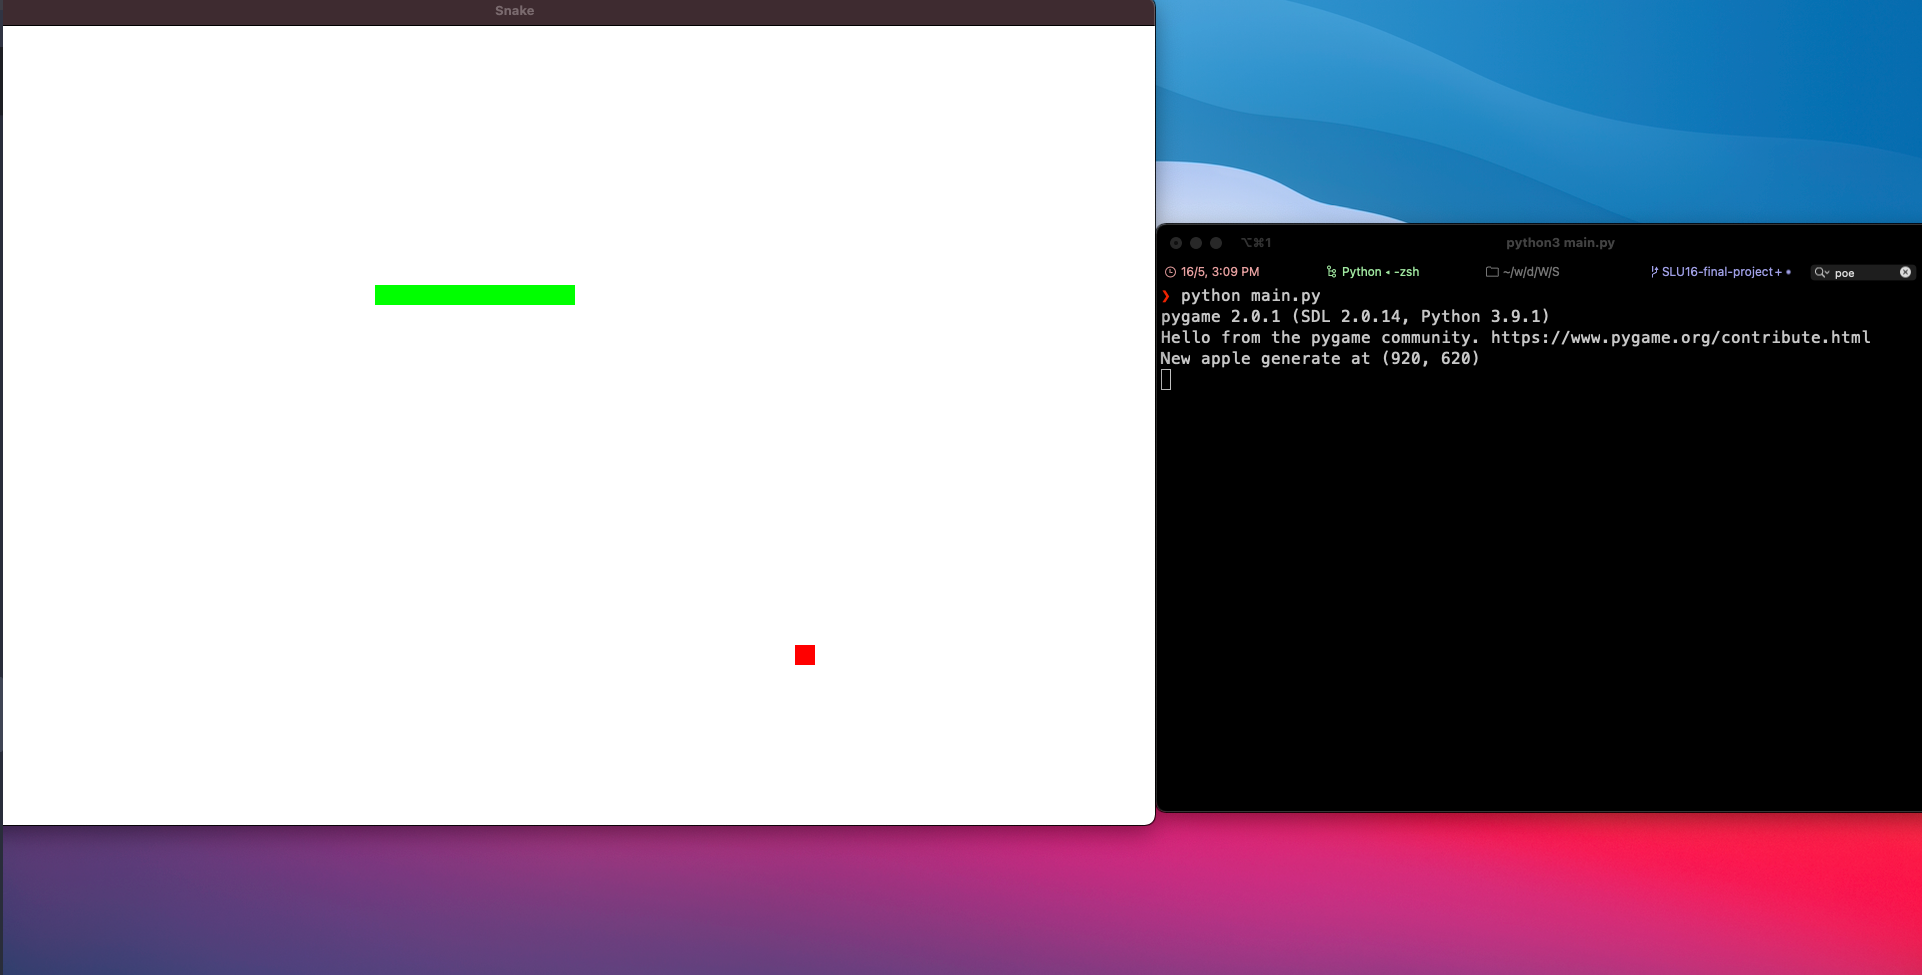 Snake
⌥⌘1
python3 main.py
16/5, 3:09 PM
Python ◂ -zsh
~/w/d/W/S
SLU16-final-project+ •
poe
❯ python main.py
pygame 2.0.1 (SDL 2.0.14, Python 3.9.1)
Hello from the pygame community. https://www.pygame.org/contribute.html
New apple generate at (920, 620)